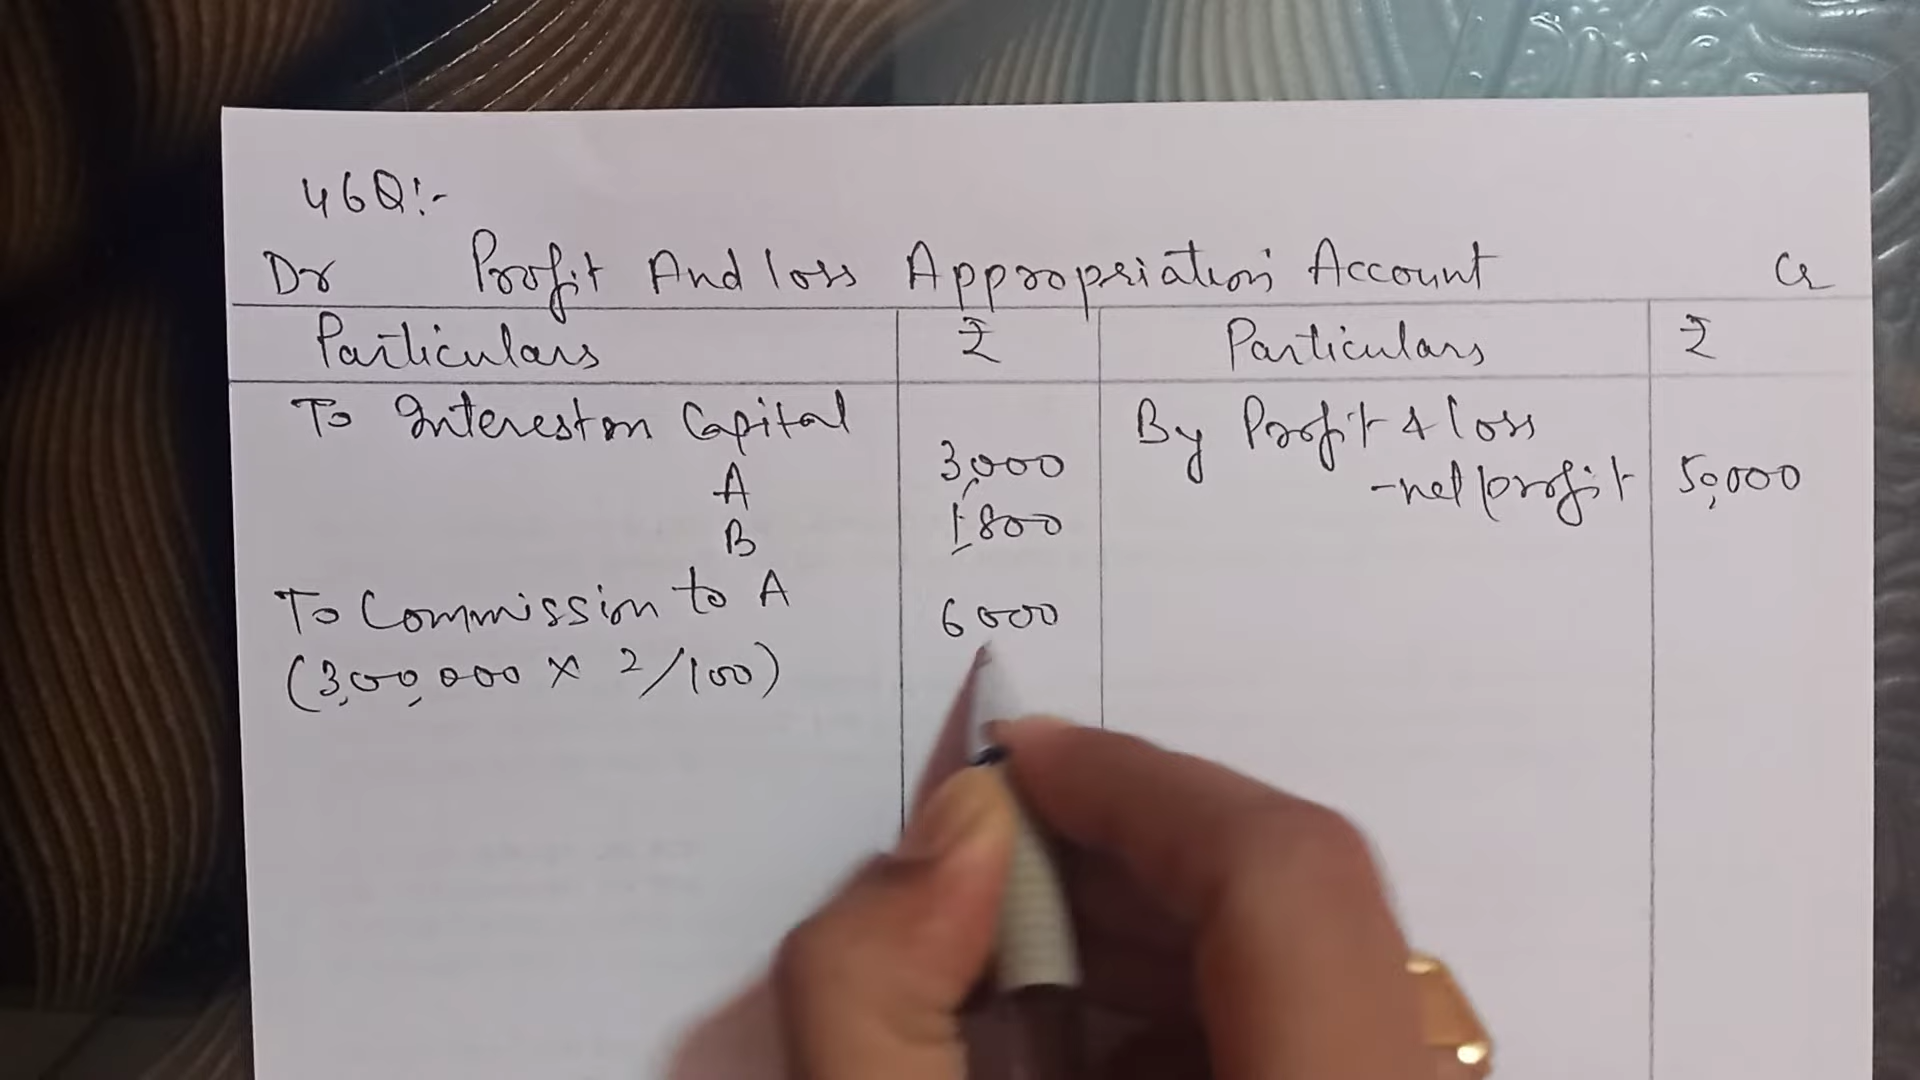 46Q:-
Dr Profit And loss Appropriation Account Cr
Particulars ₹ Particulars ₹
To Interest on Capital By Profit & loss
A 3,000 -net profit 50,000
B 1,800
To Commission to A 6000
(3,00,000 × 2/100)